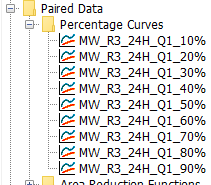 Paired Data
Percentage Curves
MW_R3_24H_Q1_10%
MW_R3_24H_Q1_20%
MW_R3_24H_Q1_30%
MW_R3_24H_Q1_40%
MW_R3_24H_Q1_50%
MW_R3_24H_Q1_60%
MW_R3_24H_Q1_70%
MW_R3_24H_Q1_80%
MW_R3_24H_Q1_90%
Area Reduction Functions